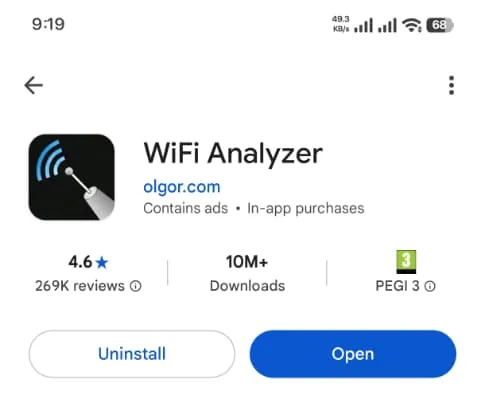 9:19
49.3
KB/s
68
WiFi Analyzer
olgor.com
Contains ads • In-app purchases
4.6★
10M+
3
269K reviews
Downloads
PEGI 3
Uninstall
Open